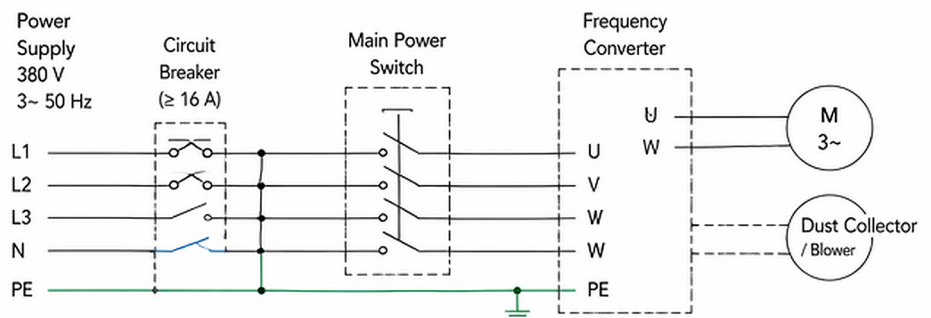 Power
Supply
380 V
3~ 50 Hz
Circuit
Breaker
(≥ 16 A)
Main Power
Switch
Frequency
Converter
L1
L2
L3
N
PE
U
V
W
W
PE
U
W
M
3~
Dust Collector
/ Blower